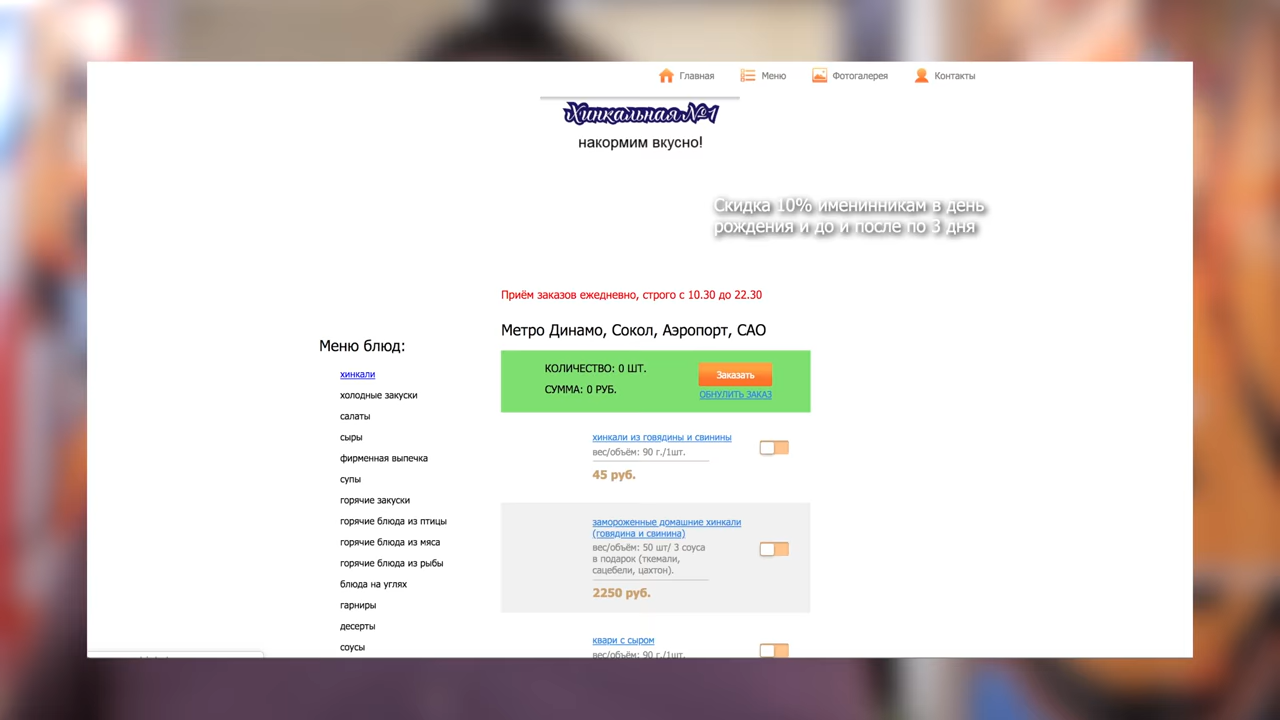 Главная
Меню
Фотогалерея
Контакты
Хинкальная №1
накормим вкусно!
Скидка 10% именинникам в день
рождения и до и после по 3 дня
Приём заказов ежедневно, строго с 10.30 до 22.30
Метро Динамо, Сокол, Аэропорт, САО
Меню блюд:
хинкали
холодные закуски
салаты
сыры
фирменная выпечка
супы
горячие закуски
горячие блюда из птицы
горячие блюда из мяса
горячие блюда из рыбы
блюда на углях
гарниры
десерты
соусы
КОЛИЧЕСТВО: 0 ШТ.
СУММА: 0 РУБ.
Заказать
ОБНУЛИТЬ ЗАКАЗ
хинкали из говядины и свинины
вес/объём: 90 г./1шт.
45 руб.
замороженные домашние хинкали
(говядина и свинина)
вес/объём: 50 шт/ 3 соуса
в подарок (ткемали,
сацебели, цахтон).
2250 руб.
квари с сыром
вес/объём: 90 г./1шт.